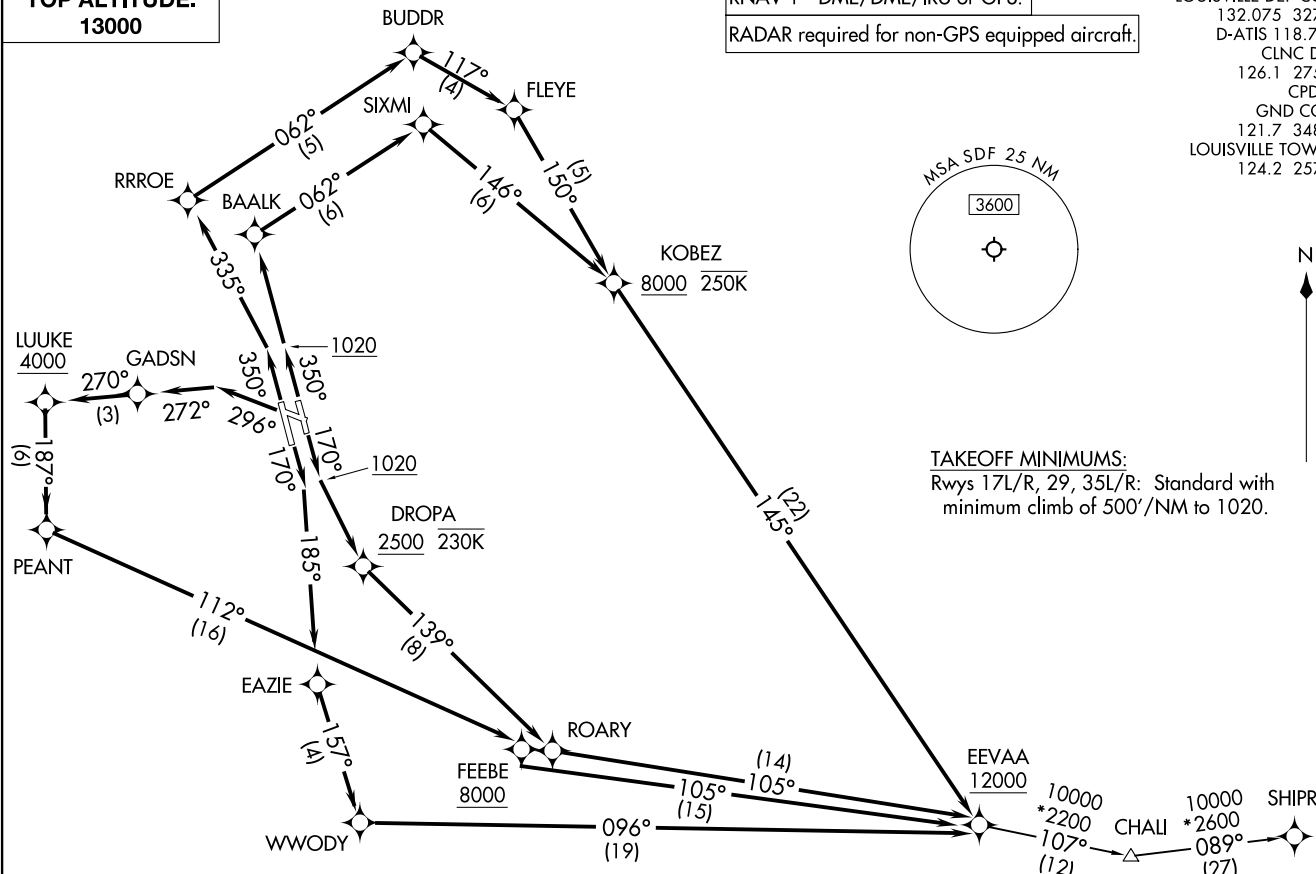 TOP ALTITUDE:
13000
RNAV 1 - DME/DME/IRU or GPS.
RADAR required for non-GPS equipped aircraft.
132.075
D-ATIS 118.7
CLNC
126.1
GND
121.7
LOUISVILLE
124.2
BUDDR
117°
(4)
FLEYE
SIXMI
062°
(5)
RRROE
BAALK
062°
(6)
146°
(6)
(5)
150°
MSA SDF 25 NM
3600
N
KOBEZ
8000 250K
335°
LUUKE
4000
GADSN
1020
270°
(3)
272°
296°
350°
350°
187°
(6)
170°
170°
1020
(22)
145°
TAKEOFF MINIMUMS:
Rwys 17L/R, 29, 35L/R: Standard with
minimum climb of 500'/NM to 1020.
DROPA
2500 230K
PEANT
185°
112°
(16)
139°
(8)
EAZIE
157°
(4)
ROARY
FEEBE
8000
(14)
105°
105°
(15)
EEVAA
12000
WWODY
096°
(19)
10000
*2200
107°
(12)
CHALI
10000
*2600
089°
(27)
SHIPR